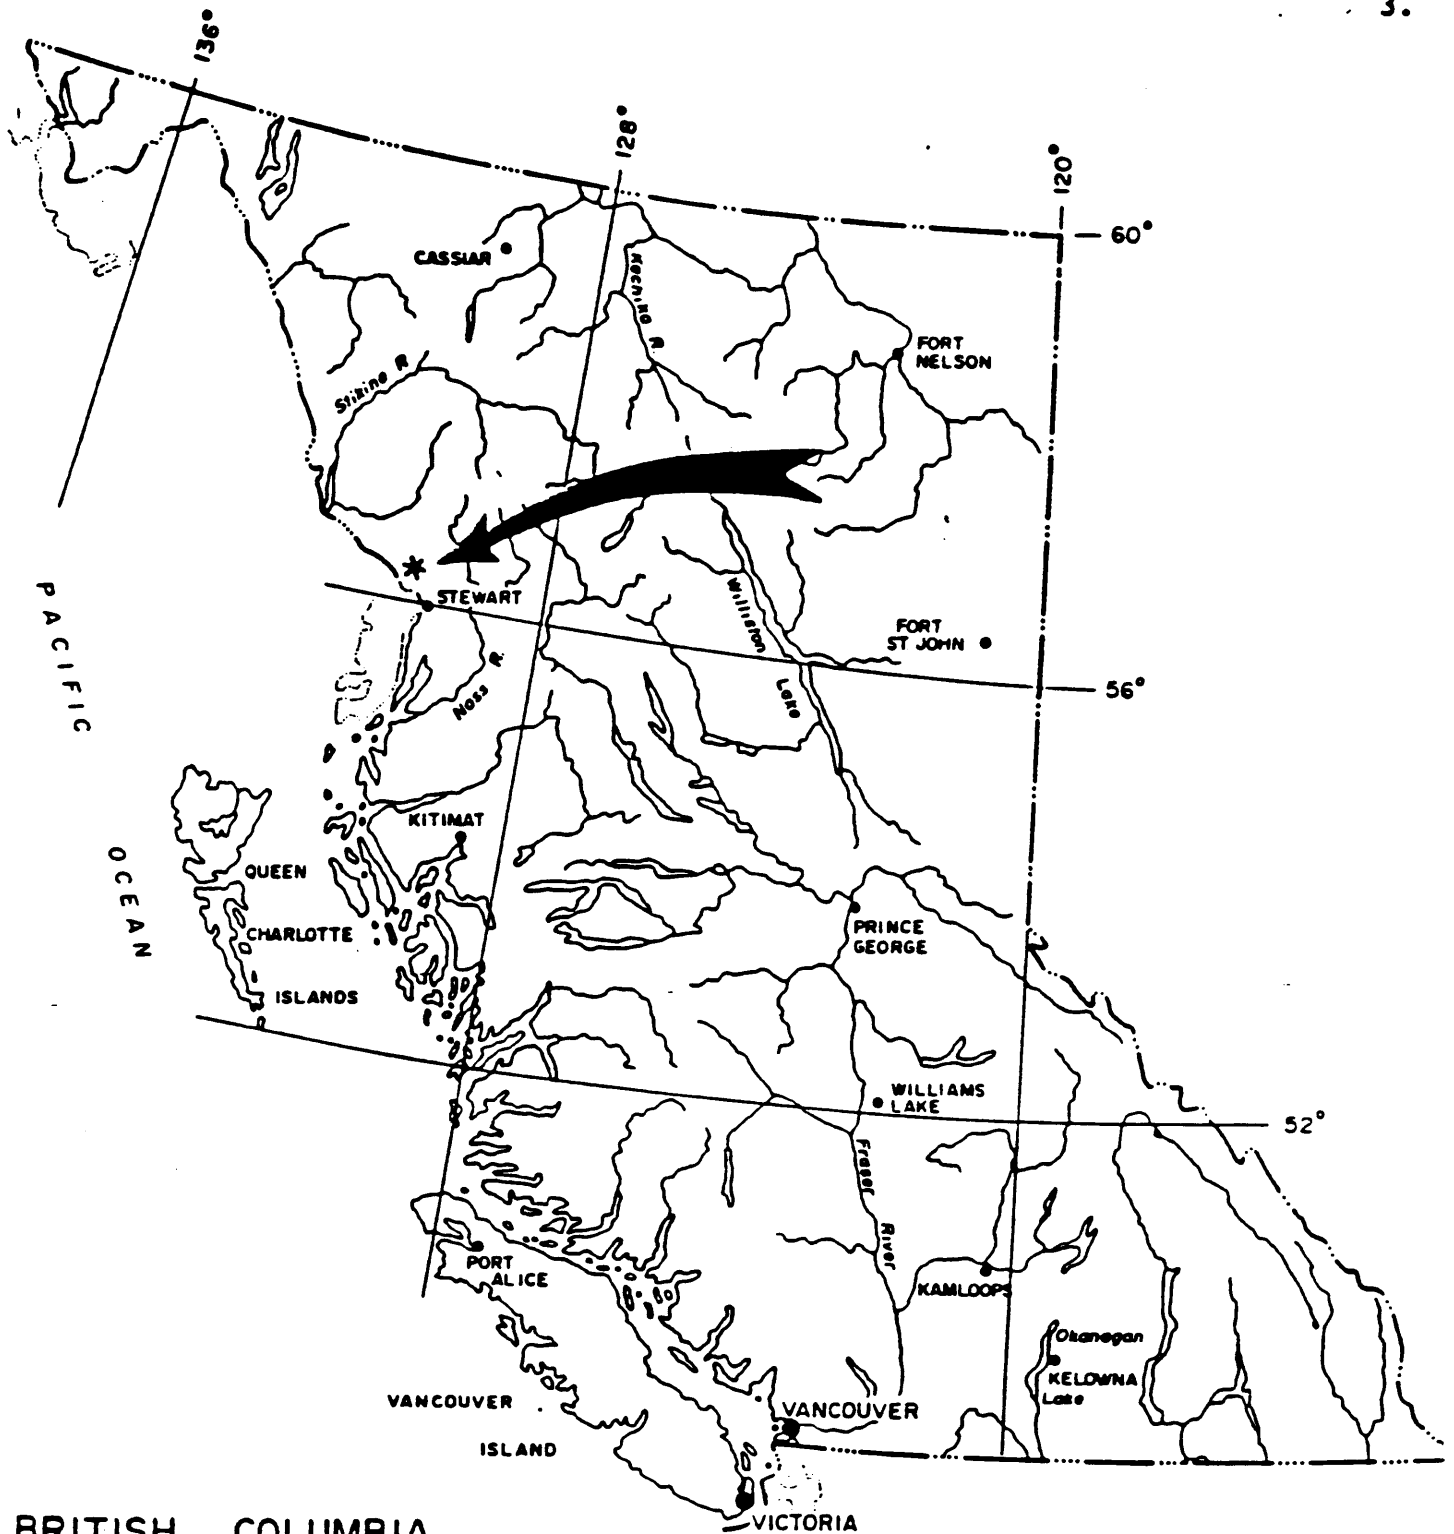 3.
136°
128°
120°
60°
CASSIAR
Kechika R.
FORT
NELSON
Stikine R
*
STEWART
Williston
Lake
FORT
ST JOHN
56°
Nass R.
PACIFIC
OCEAN
KITIMAT
QUEEN
CHARLOTTE
ISLANDS
PRINCE
GEORGE
WILLIAMS
LAKE
52°
Fraser
River
PORT
ALICE
KAMLOOPS
Okanagan
KELOWNA
Lake
VANCOUVER
ISLAND
VANCOUVER
VICTORIA
BRITISH COLUMBIA